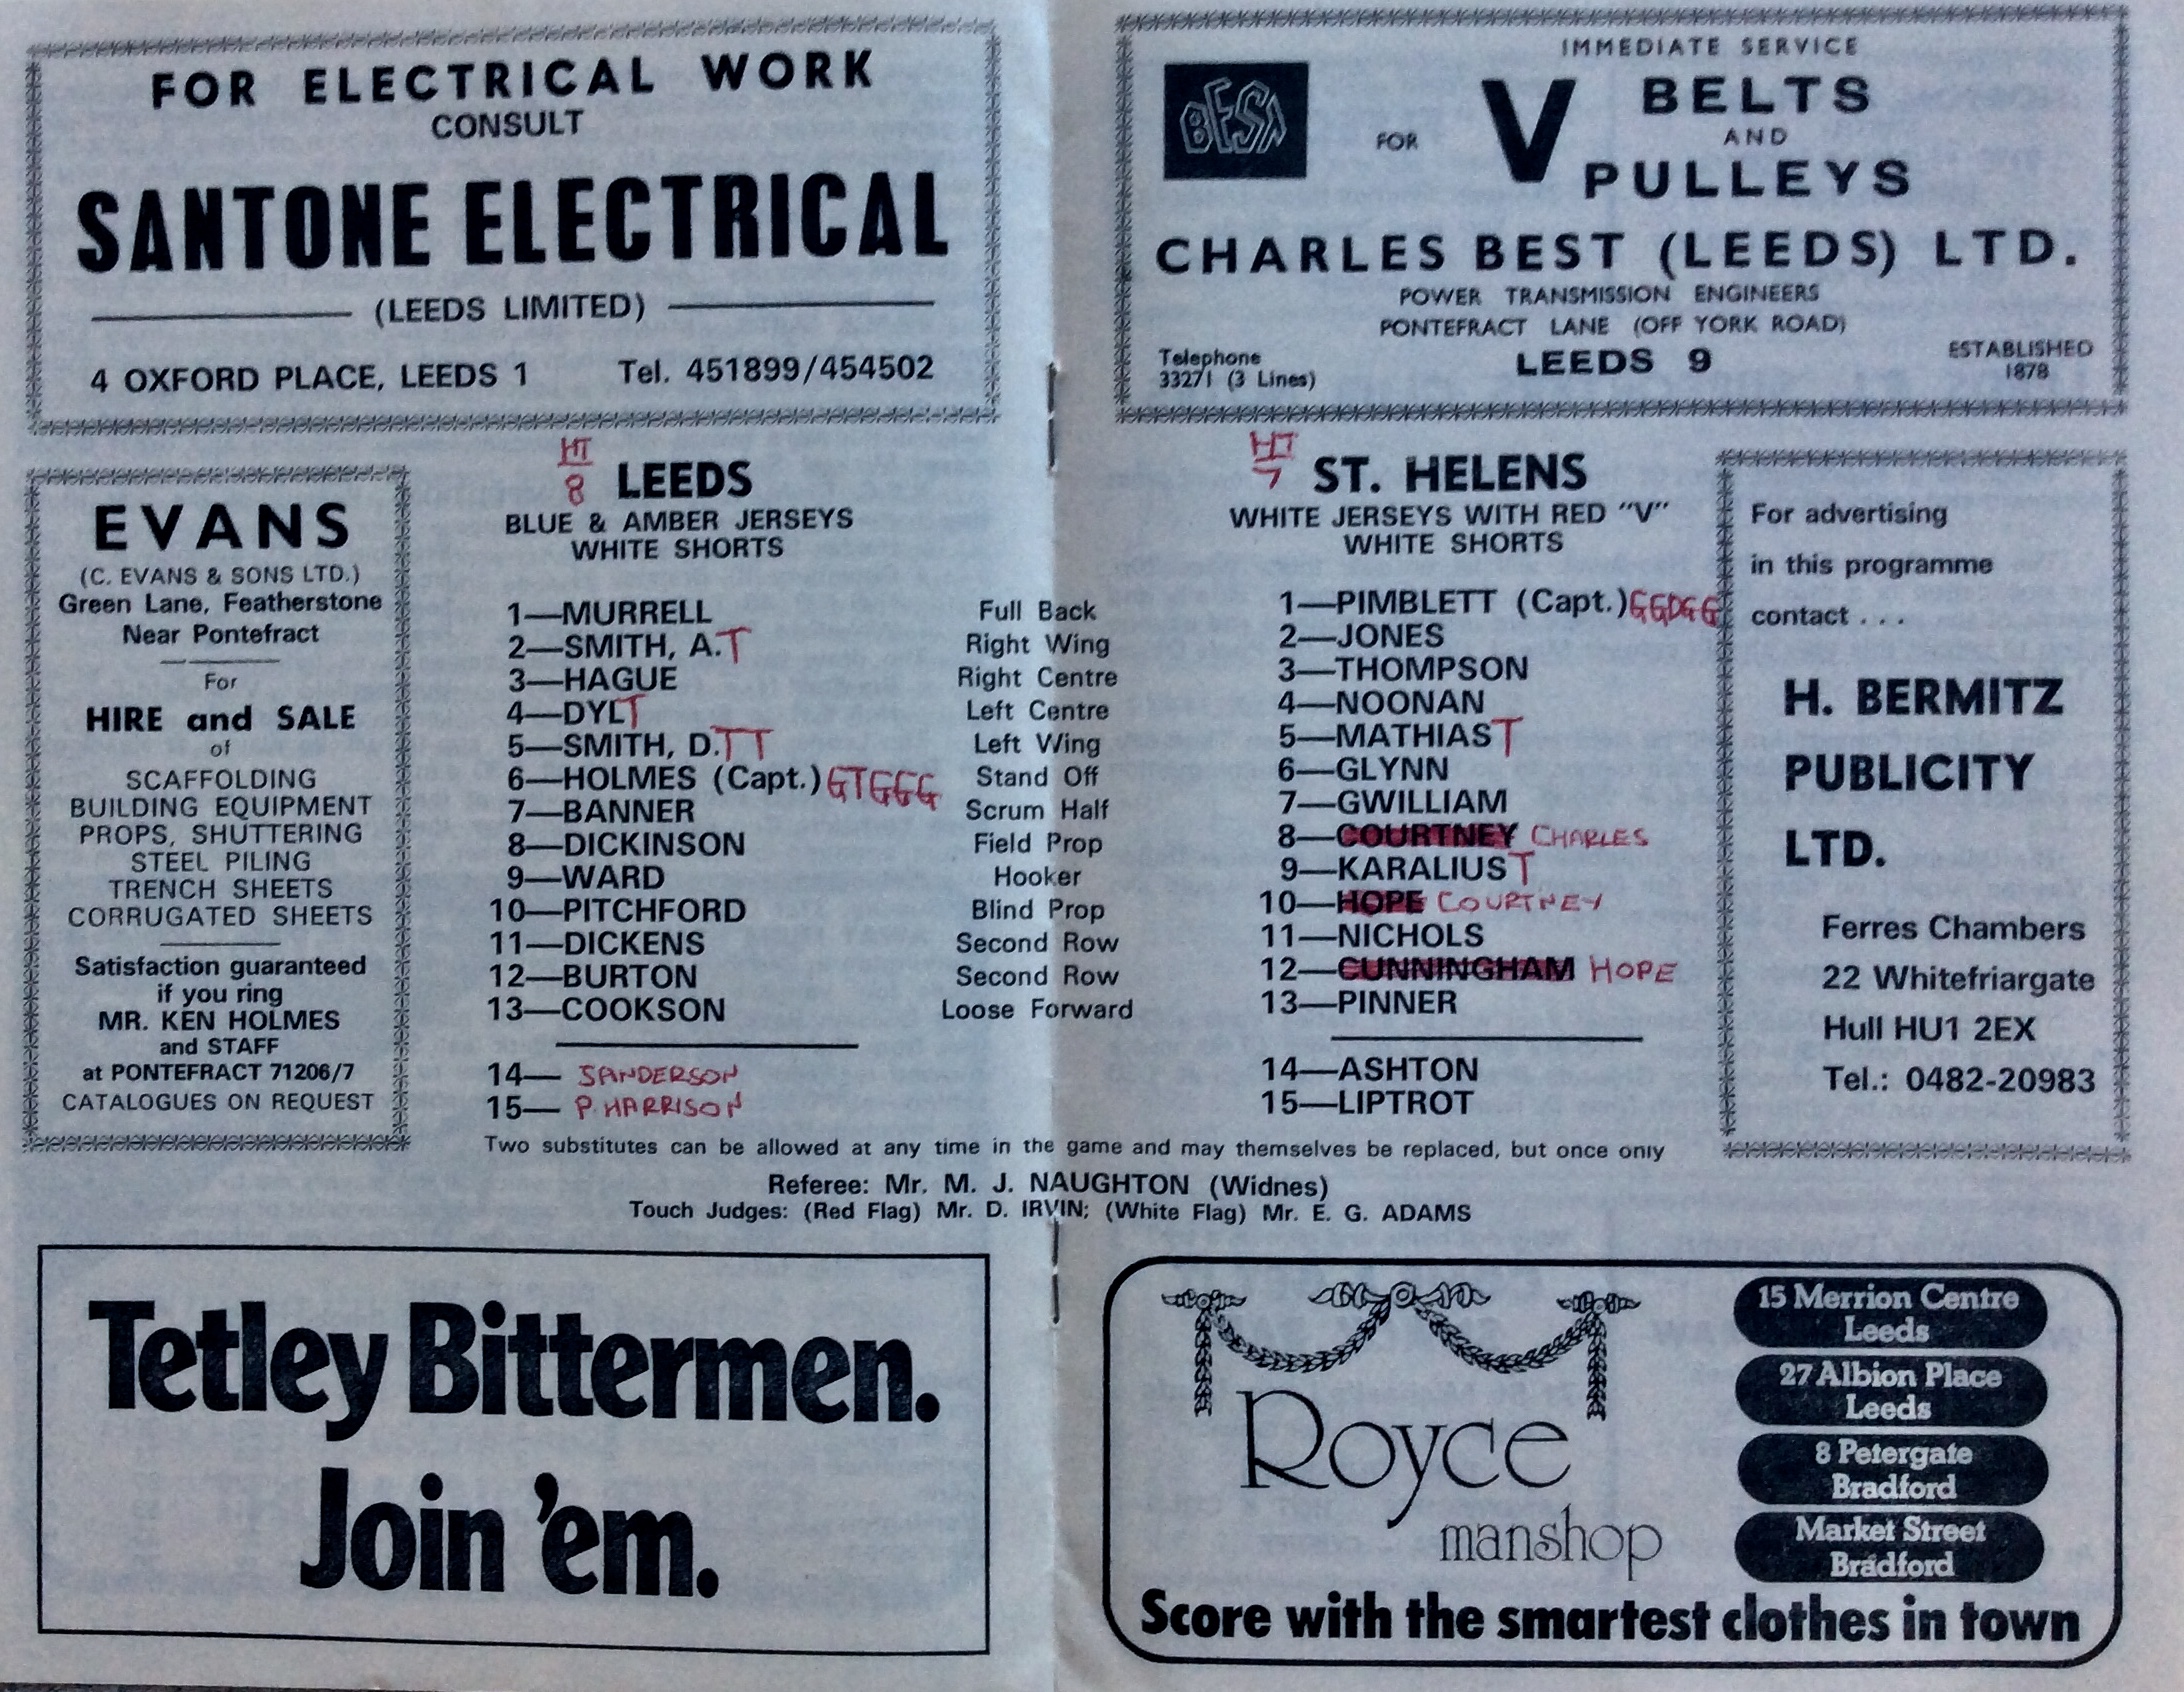 FOR ELECTRICAL WORK
CONSULT
SANTONE ELECTRICAL
(LEEDS LIMITED)
4 OXFORD PLACE, LEEDS 1 Tel. 451899/454502
IMMEDIATE SERVICE
BESA
FOR V BELTS
AND
PULLEYS
CHARLES BEST (LEEDS) LTD.
POWER TRANSMISSION ENGINEERS
PONTEFRACT LANE (OFF YORK ROAD)
Telephone
33271 (3 Lines)
LEEDS 9
ESTABLISHED
1878
EVANS
(C. EVANS & SONS LTD.)
Green Lane, Featherstone
Near Pontefract
For
HIRE and SALE
of
SCAFFOLDING
BUILDING EQUIPMENT
PROPS, SHUTTERING
STEEL PILING
TRENCH SHEETS
CORRUGATED SHEETS
Satisfaction guaranteed
if you ring
MR. KEN HOLMES
and STAFF
at PONTEFRACT 71206/7
CATALOGUES ON REQUEST
HT
8 LEEDS
BLUE & AMBER JERSEYS
WHITE SHORTS
1—MURRELL Full Back
2—SMITH, A. T Right Wing
3—HAGUE Right Centre
4—DYL T Left Centre
5—SMITH, D. T T Left Wing
6—HOLMES (Capt.) GTGGG Stand Off
7—BANNER Scrum Half
8—DICKINSON Field Prop
9—WARD Hooker
10—PITCHFORD Blind Prop
11—DICKENS Second Row
12—BURTON Second Row
13—COOKSON Loose Forward
14— SANDERSON
15— P. HARRISON
HT
7 ST. HELENS
WHITE JERSEYS WITH RED "V"
WHITE SHORTS
1—PIMBLETT (Capt.) GGDGG
2—JONES
3—THOMPSON
4—NOONAN
5—MATHIAS T
6—GLYNN
7—GWILLIAM
8—COURTNEY CHARLES
9—KARALIUS T
10—HOPE COURTNEY
11—NICHOLS
12—CUNNINGHAM HOPE
13—PINNER
14—ASHTON
15—LIPTROT
Two substitutes can be allowed at any time in the game and may themselves be replaced, but once only
Referee: Mr. M. J. NAUGHTON (Widnes)
Touch Judges: (Red Flag) Mr. D. IRVIN; (White Flag) Mr. E. G. ADAMS
For advertising
in this programme
contact . . .
H. BERMITZ
PUBLICITY
LTD.
Ferres Chambers
22 Whitefriargate
Hull HU1 2EX
Tel.: 0482-20983
Tetley Bittermen.
Join 'em.
Royce
manshop
15 Merrion Centre
Leeds
27 Albion Place
Leeds
8 Petergate
Bradford
Market Street
Bradford
Score with the smartest clothes in town